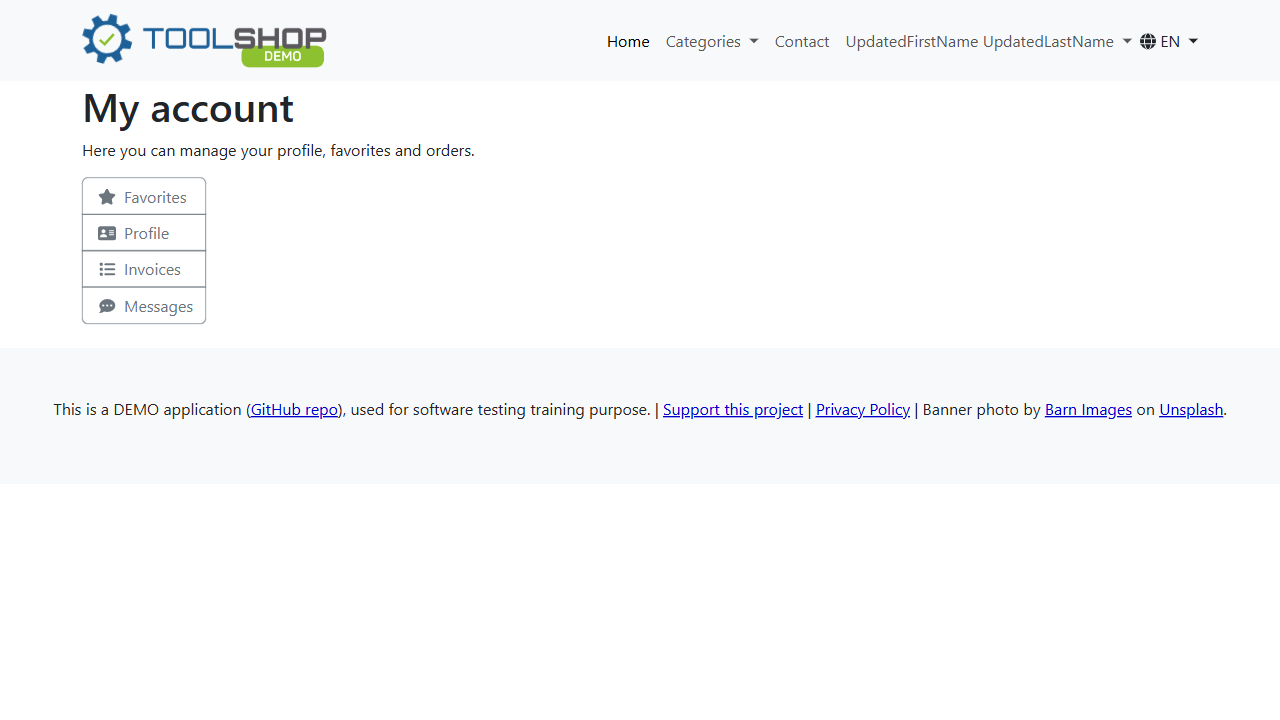 TOOLSHOP
DEMO
Home Categories Contact UpdatedFirstName UpdatedLastName EN
My account
Here you can manage your profile, favorites and orders.
Favorites
Profile
Invoices
Messages
This is a DEMO application (GitHub repo), used for software testing training purpose. | Support this project | Privacy Policy | Banner photo by Barn Images on Unsplash.